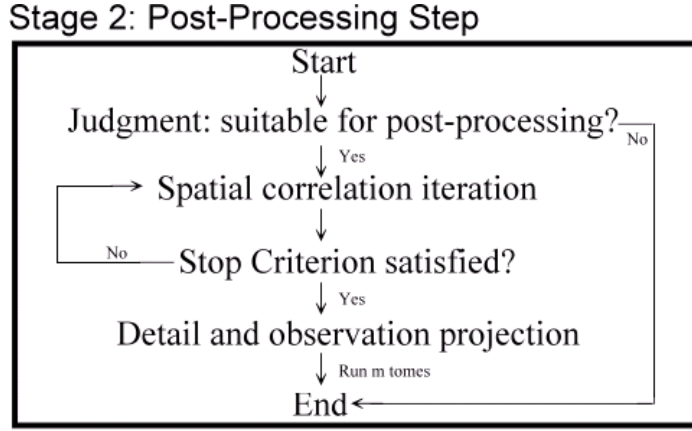 Stage 2: Post-Processing Step
Start
Judgment: suitable for post-processing?
No
Yes
Spatial correlation iteration
No
Stop Criterion satisfied?
Yes
Detail and observation projection
Run m tomes
End